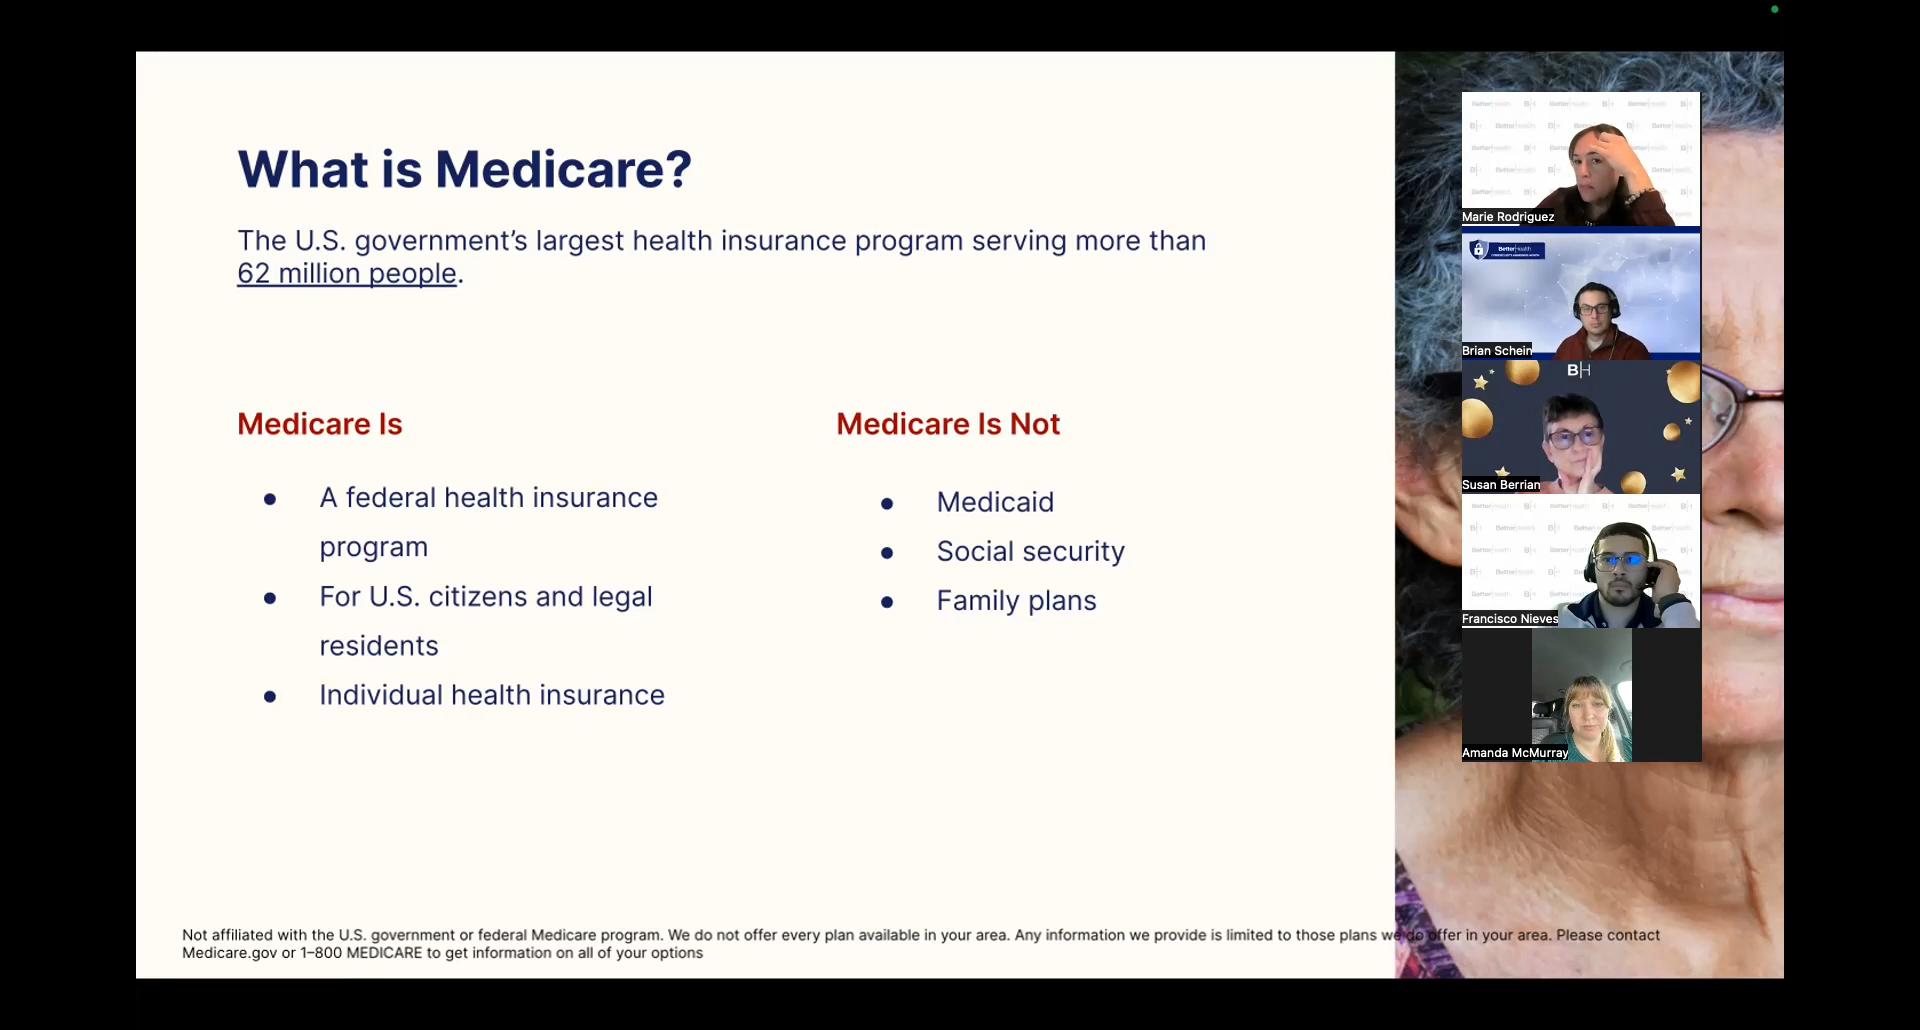 What is Medicare?
The U.S. government's largest health insurance program serving more than
62 million people.
Medicare Is
● A federal health insurance
program
● For U.S. citizens and legal
residents
● Individual health insurance
Medicare Is Not
● Medicaid
● Social security
● Family plans
Not affiliated with the U.S. government or federal Medicare program. We do not offer every plan available in your area. Any information we provide is limited to those plans we do offer in your area. Please contact
Medicare.gov or 1–800 MEDICARE to get information on all of your options
Marie Rodriguez
BetterHealth
CYBERSECURITY AWARENESS MONTH
Brian Schein
BH
Susan Berrian
Francisco Nieves
Amanda McMurray